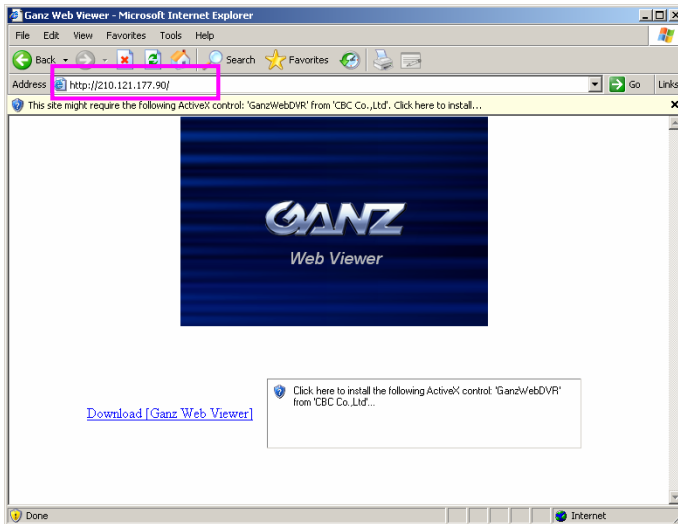 Ganz Web Viewer - Microsoft Internet Explorer
File Edit View Favorites Tools Help
Back Search Favorites
Address http://210.121.177.90/ Go Links
This site might require the following ActiveX control: 'GanzWebDVR' from 'CBC Co.,Ltd'. Click here to install...
GANZ
Web Viewer
Click here to install the following ActiveX control: 'GanzWebDVR'
from 'CBC Co.,Ltd'...
Download [Ganz Web Viewer]
Done Internet